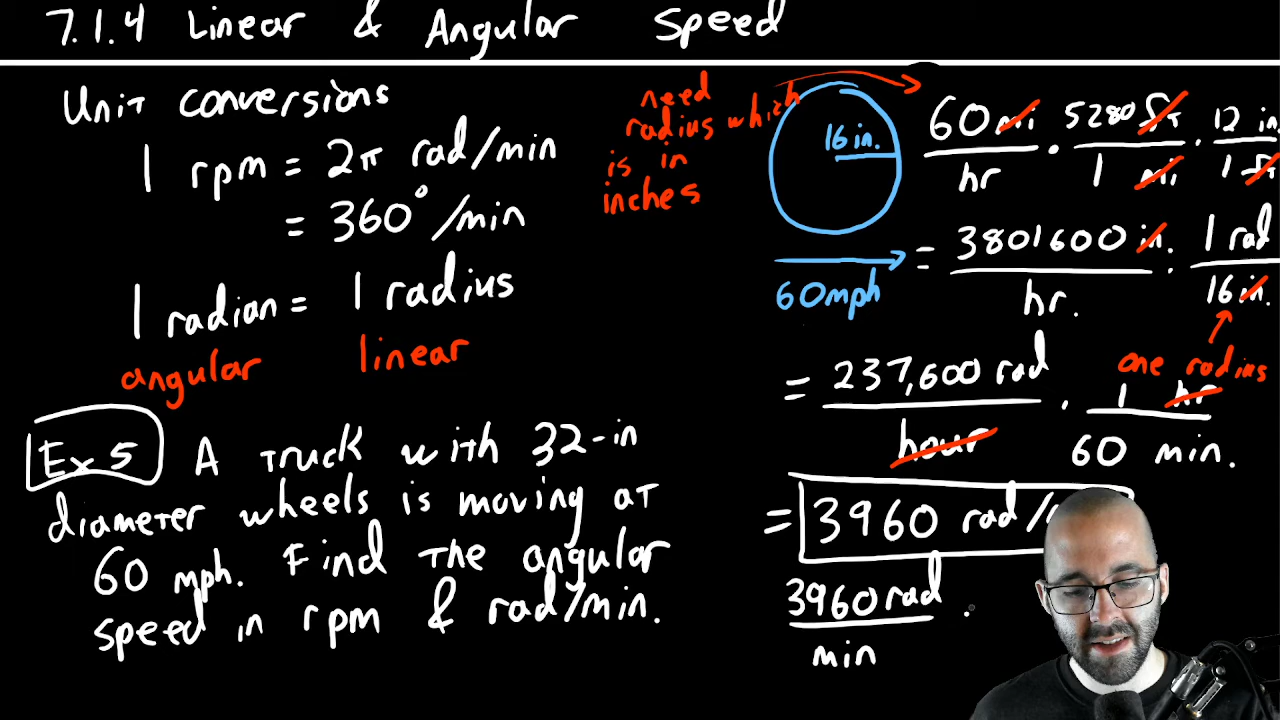 7.1.4 Linear & Angular Speed
Unit conversions
1 rpm = 2π rad/min
= 360°/min
1 radian = 1 radius
angular linear
Ex 5 A truck with 32-in
diameter wheels is moving at
60 mph. Find the angular
speed in rpm & rad/min.
need
radius which
is in
inches
16 in.
60mph
60 mi / hr · 5280 ft / 1 mi · 12 in / 1 ft
= 3801600 in. / hr. · 1 rad / 16 in.
one radius
= 237,600 rad / hour · 1 hr / 60 min.
= 3960 rad/
3960 rad / min ·